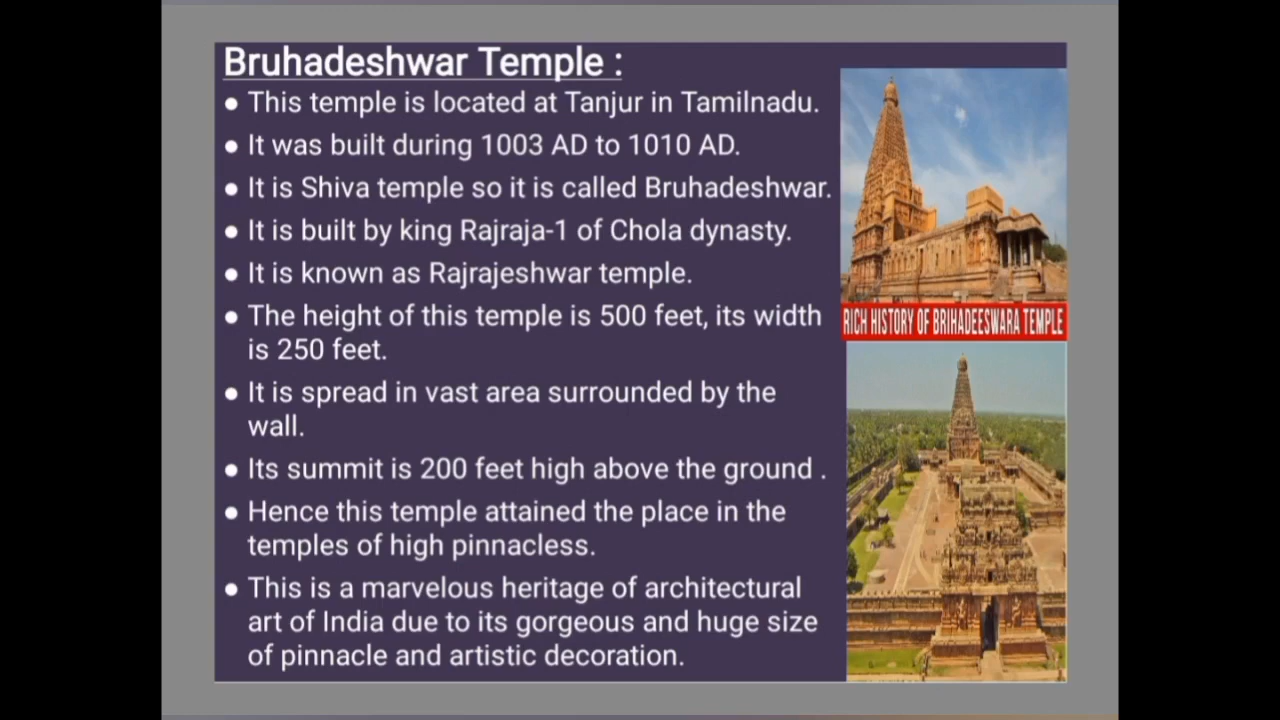 Bruhadeshwar Temple :
● This temple is located at Tanjur in Tamilnadu.
● It was built during 1003 AD to 1010 AD.
● It is Shiva temple so it is called Bruhadeshwar.
● It is built by king Rajraja-1 of Chola dynasty.
● It is known as Rajrajeshwar temple.
● The height of this temple is 500 feet, its width
is 250 feet.
● It is spread in vast area surrounded by the
wall.
● Its summit is 200 feet high above the ground .
● Hence this temple attained the place in the
temples of high pinnacless.
● This is a marvelous heritage of architectural
art of India due to its gorgeous and huge size
of pinnacle and artistic decoration.
RICH HISTORY OF BRIHADEESWARA TEMPLE